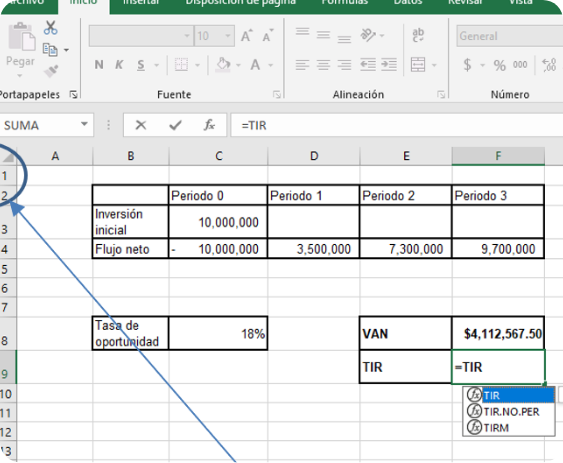 Archivo Inicio Insertar Disposición de página Fórmulas Datos Revisar Vista
10 A A ab General
Pegar N K S A $ % 000
Portapapeles Fuente Alineación Número
SUMA fx =TIR
A B C D E F
1
2 Periodo 0 Periodo 1 Periodo 2 Periodo 3
Inversión
3 inicial 10,000,000
4 Flujo neto - 10,000,000 3,500,000 7,300,000 9,700,000
5
6
7
Tasa de
8 oportunidad 18% VAN $4,112,567.50
9 TIR =TIR
10 fx TIR
11 fx TIR.NO.PER
12 fx TIRM
13